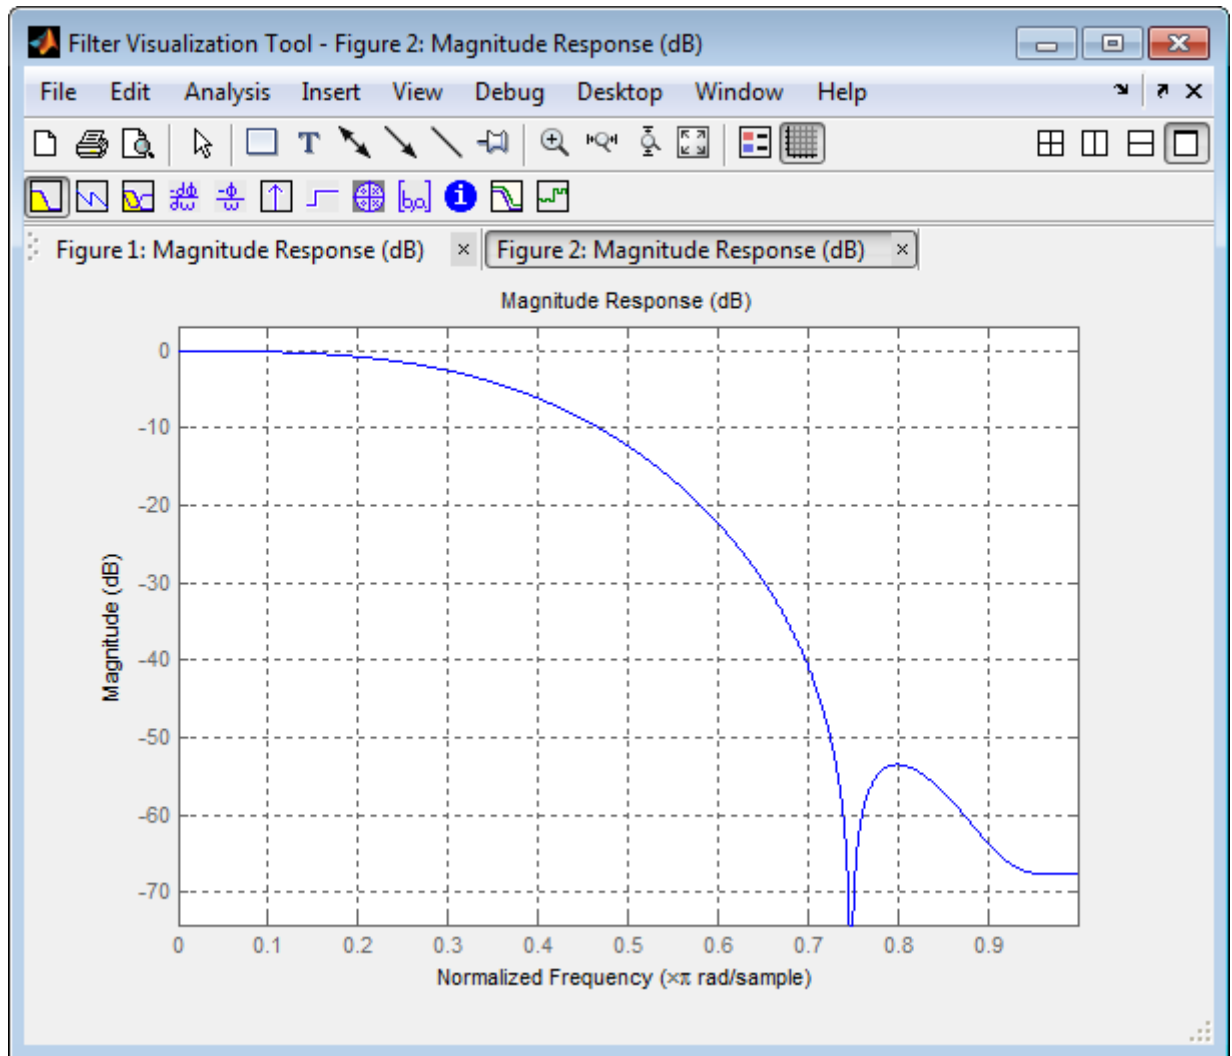 Filter Visualization Tool - Figure 2: Magnitude Response (dB)
File Edit Analysis Insert View Debug Desktop Window Help
T
[b,a] i
Figure 1: Magnitude Response (dB) × Figure 2: Magnitude Response (dB) ×
Magnitude Response (dB)
0
-10
-20
-30
-40
-50
-60
-70
Magnitude (dB)
0 0.1 0.2 0.3 0.4 0.5 0.6 0.7 0.8 0.9
Normalized Frequency (×π rad/sample)